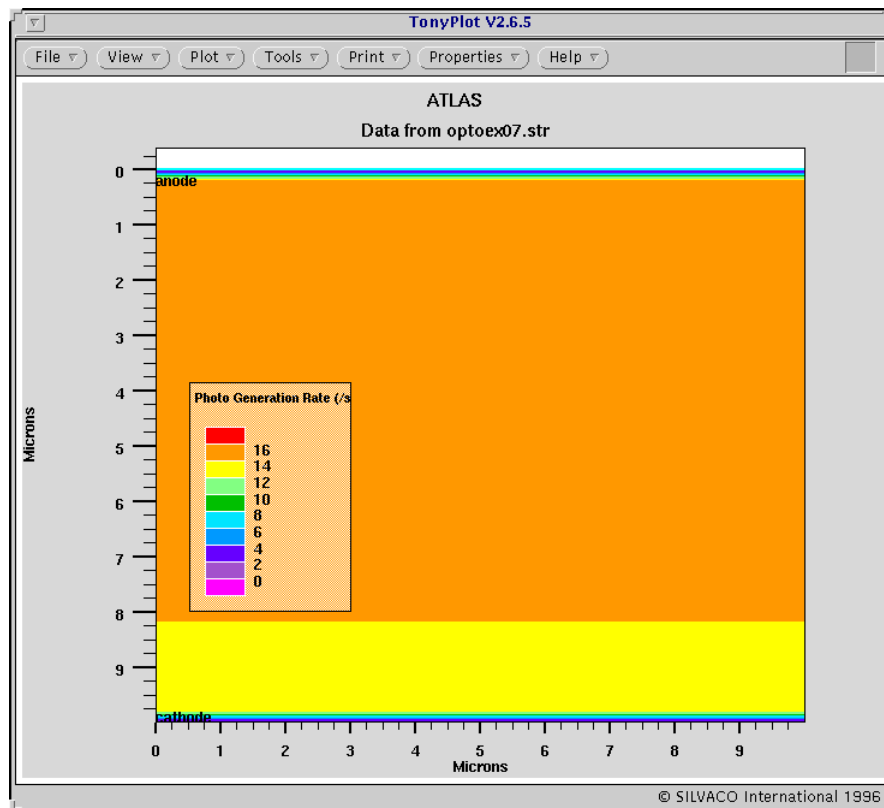 TonyPlot V2.6.5
File View Plot Tools Print Properties Help
ATLAS
Data from optoex07.str
0
anode
1
2
3
4
5
6
7
8
9
Microns
Photo Generation Rate (/s
16
14
12
10
8
6
4
2
0
cathode
0 1 2 3 4 5 6 7 8 9
Microns
© SILVACO International 1996